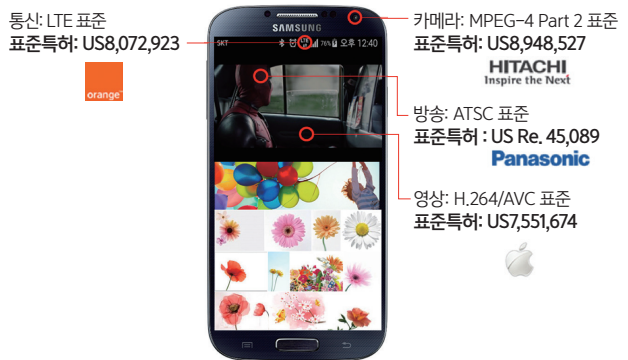 통신: LTE 표준
표준특허: US8,072,923
orange™
카메라: MPEG-4 Part 2 표준
표준특허: US8,948,527
HITACHI
Inspire the Next
방송: ATSC 표준
표준특허 : US Re. 45,089
Panasonic
영상: H.264/AVC 표준
표준특허: US7,551,674
SAMSUNG
SKT LTE 76% 오후 12:40